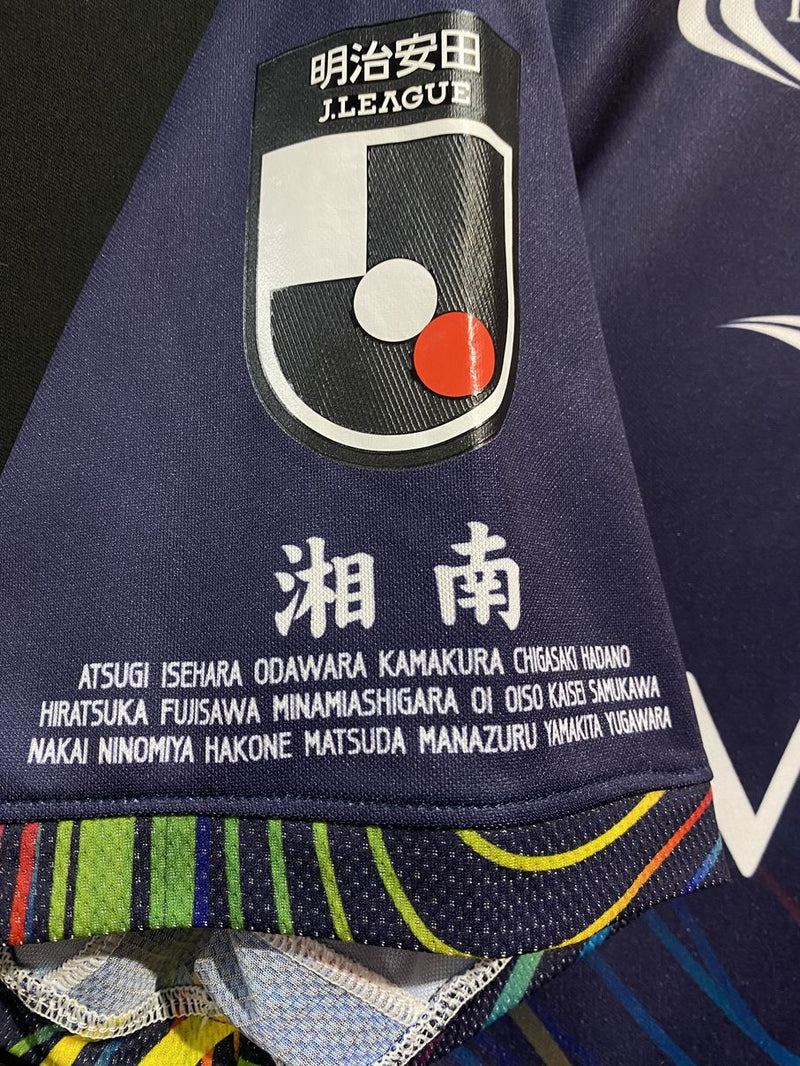 明治安田
J.LEAGUE
湘南
ATSUGI ISEHARA ODAWARA KAMAKURA CHIGASAKI HADANO
HIRATSUKA FUJISAWA MINAMIASHIGARA OI OISO KAISEI SAMUKAWA
NAKAI NINOMIYA HAKONE MATSUDA MANAZURU YAMAKITA YUGAWARA